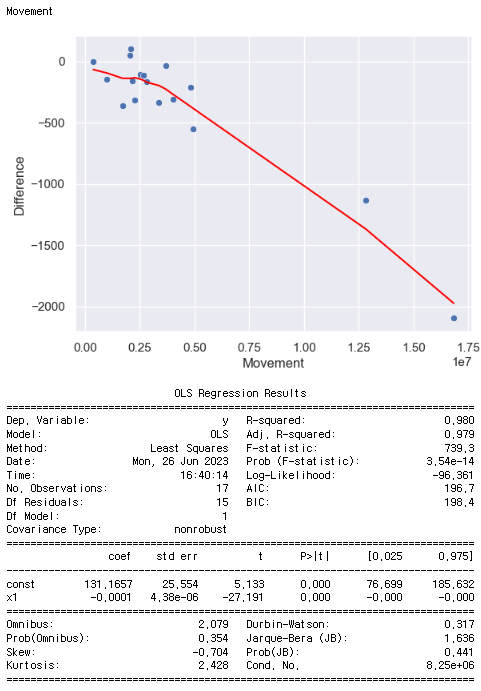 Movement
0
−500
−1000
−1500
−2000
Difference
0.00 0.25 0.50 0.75 1.00 1.25 1.50 1.75
1e7
Movement
OLS Regression Results
==============================================================================
Dep. Variable: y R-squared: 0.980
Model: OLS Adj. R-squared: 0.979
Method: Least Squares F-statistic: 739.3
Date: Mon, 26 Jun 2023 Prob (F-statistic): 3.54e-14
Time: 16:40:14 Log-Likelihood: -96.361
No. Observations: 17 AIC: 196.7
Df Residuals: 15 BIC: 198.4
Df Model: 1
Covariance Type: nonrobust
==============================================================================
coef std err t P>|t| [0.025 0.975]
------------------------------------------------------------------------------
const 131.1657 25.554 5.133 0.000 76.699 185.632
x1 -0.0001 4.38e-06 -27.191 0.000 -0.000 -0.000
==============================================================================
Omnibus: 2.079 Durbin-Watson: 0.317
Prob(Omnibus): 0.354 Jarque-Bera (JB): 1.636
Skew: -0.704 Prob(JB): 0.441
Kurtosis: 2.428 Cond. No. 8.25e+06
==============================================================================